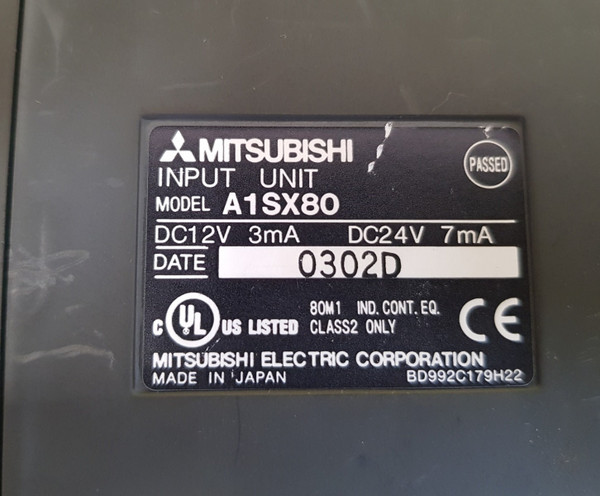 MITSUBISHI
PASSED
INPUT UNIT
MODEL A1SX80
DC12V 3mA DC24V 7mA
DATE 0302D
C UL US LISTED 80M1 IND. CONT. EQ. CLASS2 ONLY CE
MITSUBISHI ELECTRIC CORPORATION
MADE IN JAPAN BD992C179H22